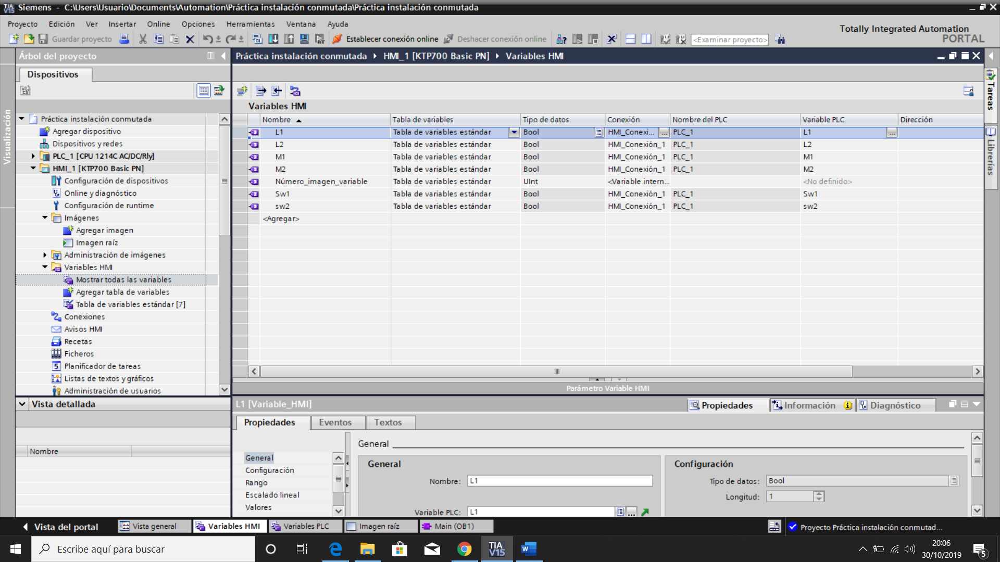 Siemens - C:\Users\Usuario\Documents\Automation\Práctica instalación conmutada\Práctica instalación conmutada
Proyecto Edición Ver Insertar Online Opciones Herramientas Ventana Ayuda
Totally Integrated Automation
PORTAL
Guardar proyecto Establecer conexión online Deshacer conexión online <Examinar proyecto>
Árbol del proyecto
Práctica instalación conmutada HMI_1 [KTP700 Basic PN] Variables HMI
Dispositivos
Visualización
Práctica instalación conmutada
Agregar dispositivo
Dispositivos y redes
PLC_1 [CPU 1214C AC/DC/Rly]
HMI_1 [KTP700 Basic PN]
Configuración de dispositivos
Online y diagnóstico
Configuración de runtime
Imágenes
Agregar imagen
Imagen raíz
Administración de imágenes
Variables HMI
Mostrar todas las variables
Agregar tabla de variables
Tabla de variables estándar [7]
Conexiones
Avisos HMI
Recetas
Ficheros
Planificador de tareas
Listas de textos y gráficos
Administración de usuarios
Vista detallada
Nombre
Variables HMI
Nombre Tabla de variables Tipo de datos Conexión Nombre del PLC Variable PLC Dirección
L1 Tabla de variables estándar Bool HMI_Conexi... ... PLC_1 L1 ...
L2 Tabla de variables estándar Bool HMI_Conexión_1 PLC_1 L2
M1 Tabla de variables estándar Bool HMI_Conexión_1 PLC_1 M1
M2 Tabla de variables estándar Bool HMI_Conexión_1 PLC_1 M2
Número_imagen_variable Tabla de variables estándar UInt <Variable intern... <No definido>
Sw1 Tabla de variables estándar Bool HMI_Conexión_1 PLC_1 Sw1
sw2 Tabla de variables estándar Bool HMI_Conexión_1 PLC_1 sw2
<Agregar>
Parámetro Variable HMI
Tareas
Librerías
L1 [Variable_HMI]
Propiedades Información Diagnóstico
Propiedades Eventos Textos
General
Configuración
Rango
Escalado lineal
Valores
General
General
Nombre: L1
Variable PLC: L1 ...
Configuración
Tipo de datos: Bool
Longitud: 1
Vista del portal Vista general Variables HMI Variables PLC Imagen raíz Main (OB1) Proyecto Práctica instalación conmutad...
Escribe aquí para buscar
TIA
V15
20:06
30/10/2019
5